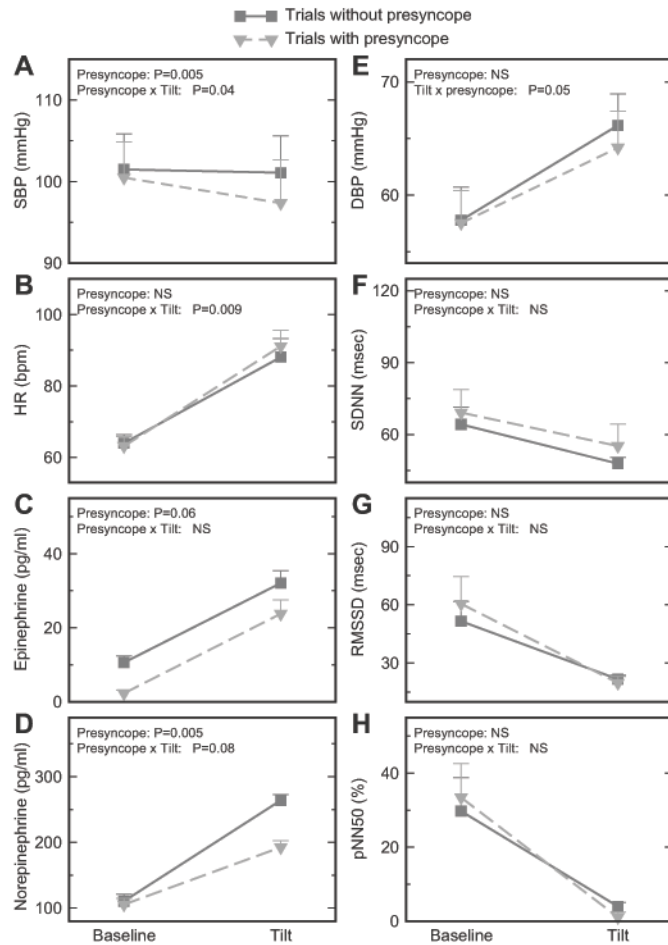 Trials without presyncope
Trials with presyncope
A
Presyncope: P=0.005
Presyncope x Tilt: P=0.04
110
100
90
SBP (mmHg)
E
Presyncope: NS
Tilt x presyncope: P=0.05
70
60
DBP (mmHg)
B
Presyncope: NS
Presyncope x Tilt: P=0.009
100
80
60
HR (bpm)
F
Presyncope: NS
Presyncope x Tilt: NS
120
90
60
SDNN (msec)
C
Presyncope: P=0.06
Presyncope x Tilt: NS
40
20
0
Epinephrine (pg/ml)
G
Presyncope: NS
Presyncope x Tilt: NS
90
60
30
RMSSD (msec)
D
Presyncope: P=0.005
Presyncope x Tilt: P=0.08
300
200
100
Norepinephrine (pg/ml)
Baseline Tilt
H
Presyncope: NS
Presyncope x Tilt: NS
40
20
0
pNN50 (%)
Baseline Tilt